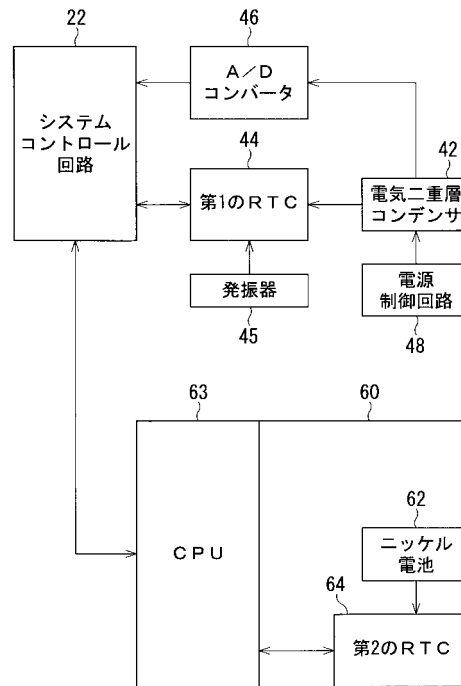 22
46
システム
コントロール
回路
A／D
コンバータ
44
第1のRTC
42
電気二重層
コンデンサ
発振器
45
電源
制御回路
48
63
60
CPU
62
ニッケル
電池
64
第2のRTC